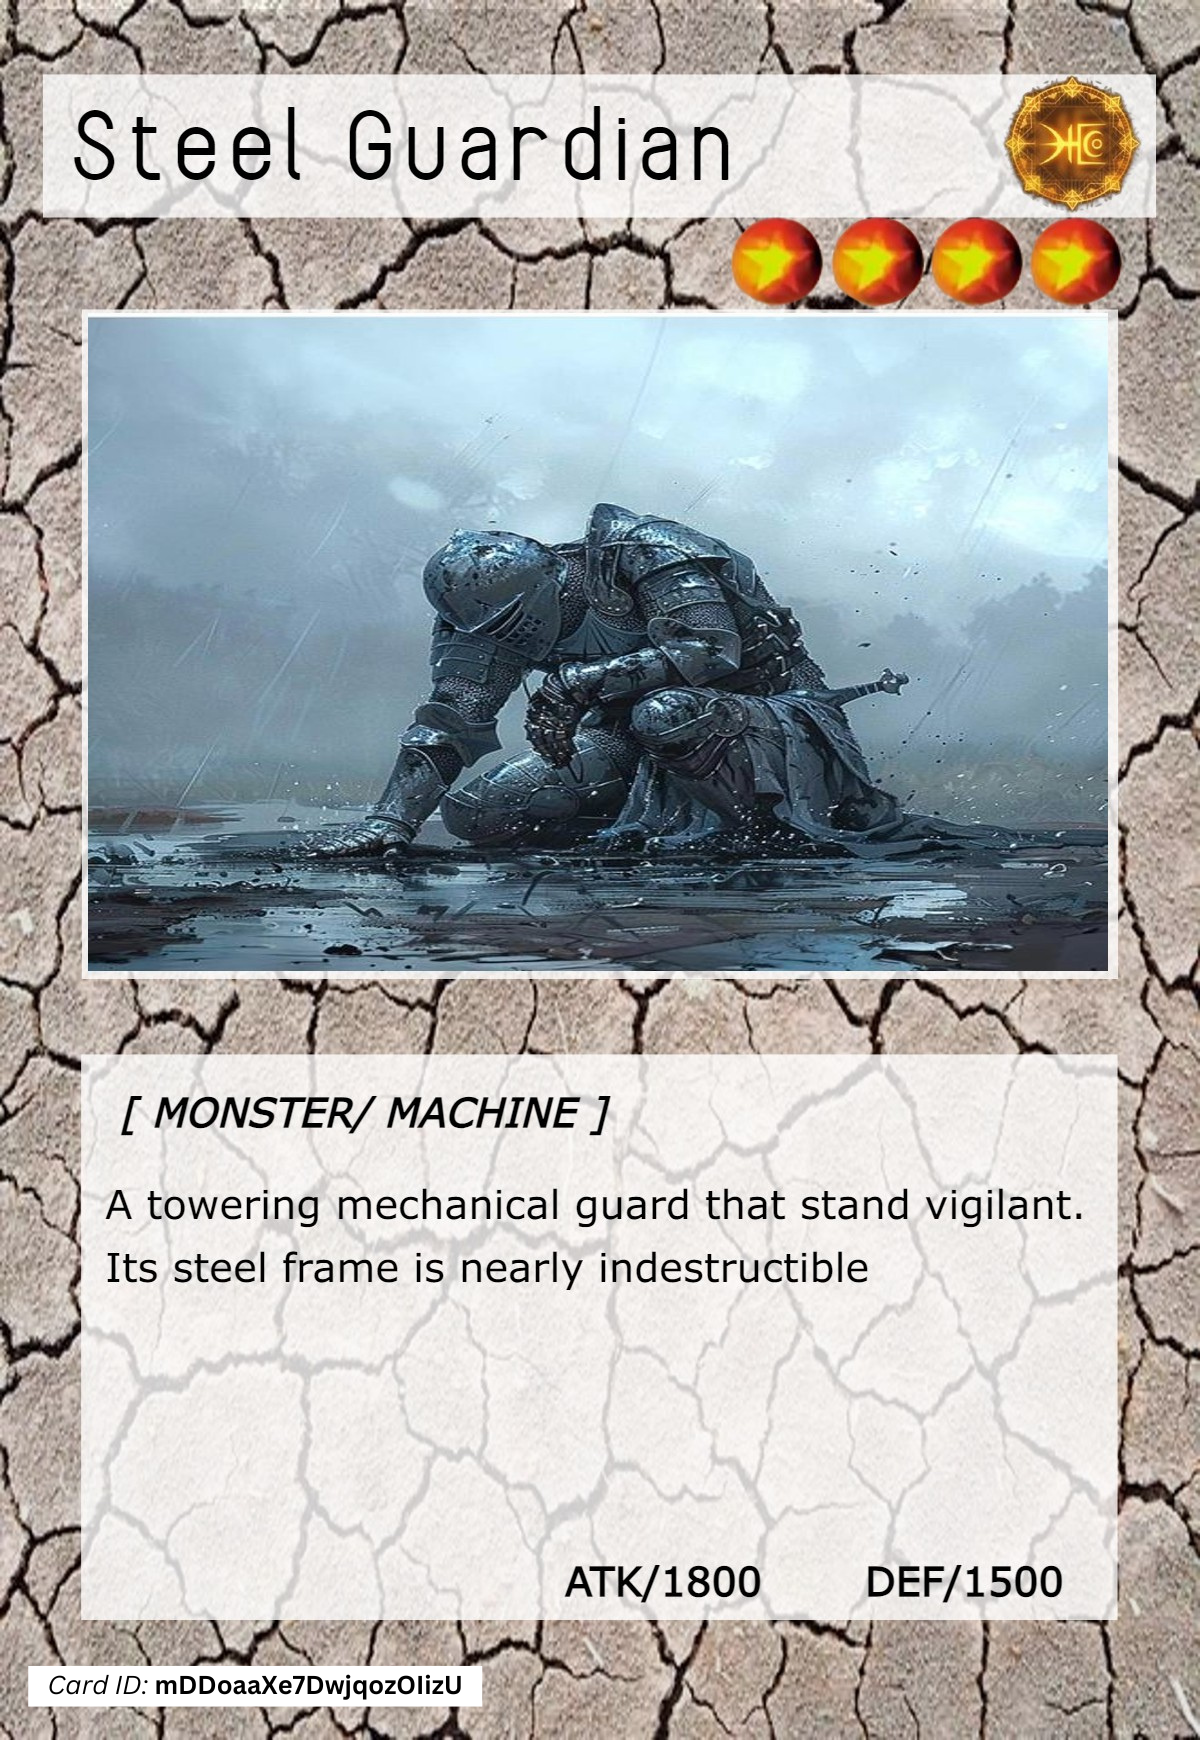 Steel Guardian
[ MONSTER/ MACHINE ]
A towering mechanical guard that stand vigilant.
Its steel frame is nearly indestructible
ATK/1800 DEF/1500
Card ID: mDDoaaXe7DwjqozOIizU